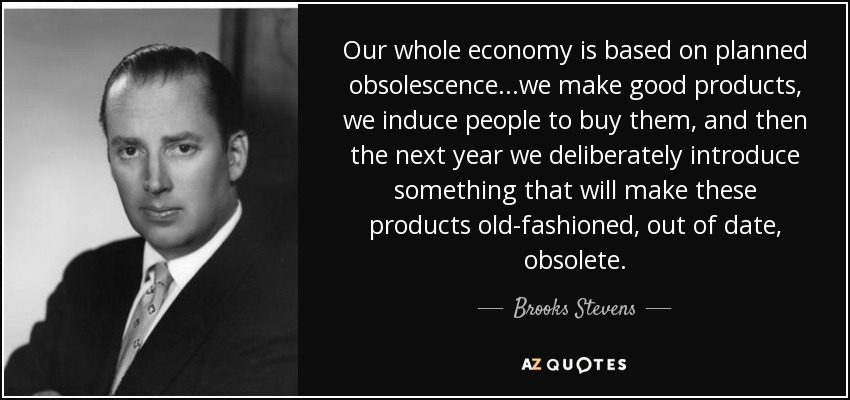 Our whole economy is based on planned
obsolescence...we make good products,
we induce people to buy them, and then
the next year we deliberately introduce
something that will make these
products old-fashioned, out of date,
obsolete.
Brooks Stevens
AZ QUOTES